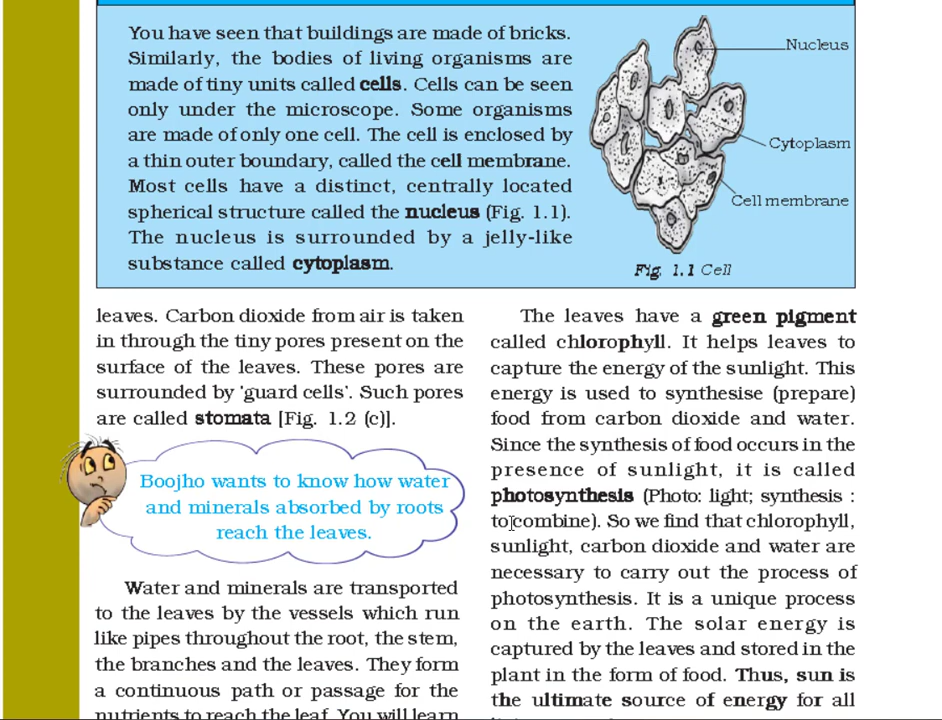 You have seen that buildings are made of bricks.
Similarly, the bodies of living organisms are
made of tiny units called cells. Cells can be seen
only under the microscope. Some organisms
are made of only one cell. The cell is enclosed by
a thin outer boundary, called the cell membrane.
Most cells have a distinct, centrally located
spherical structure called the nucleus (Fig. 1.1).
The nucleus is surrounded by a jelly-like
substance called cytoplasm.
Nucleus
Cytoplasm
Cell membrane
Fig. 1.1 Cell
leaves. Carbon dioxide from air is taken
in through the tiny pores present on the
surface of the leaves. These pores are
surrounded by 'guard cells'. Such pores
are called stomata [Fig. 1.2 (c)].
Boojho wants to know how water
and minerals absorbed by roots
reach the leaves.
Water and minerals are transported
to the leaves by the vessels which run
like pipes throughout the root, the stem,
the branches and the leaves. They form
a continuous path or passage for the
nutrients to reach the leaf. You will learn
The leaves have a green pigment
called chlorophyll. It helps leaves to
capture the energy of the sunlight. This
energy is used to synthesise (prepare)
food from carbon dioxide and water.
Since the synthesis of food occurs in the
presence of sunlight, it is called
photosynthesis (Photo: light; synthesis :
to combine). So we find that chlorophyll,
sunlight, carbon dioxide and water are
necessary to carry out the process of
photosynthesis. It is a unique process
on the earth. The solar energy is
captured by the leaves and stored in the
plant in the form of food. Thus, sun is
the ultimate source of energy for all